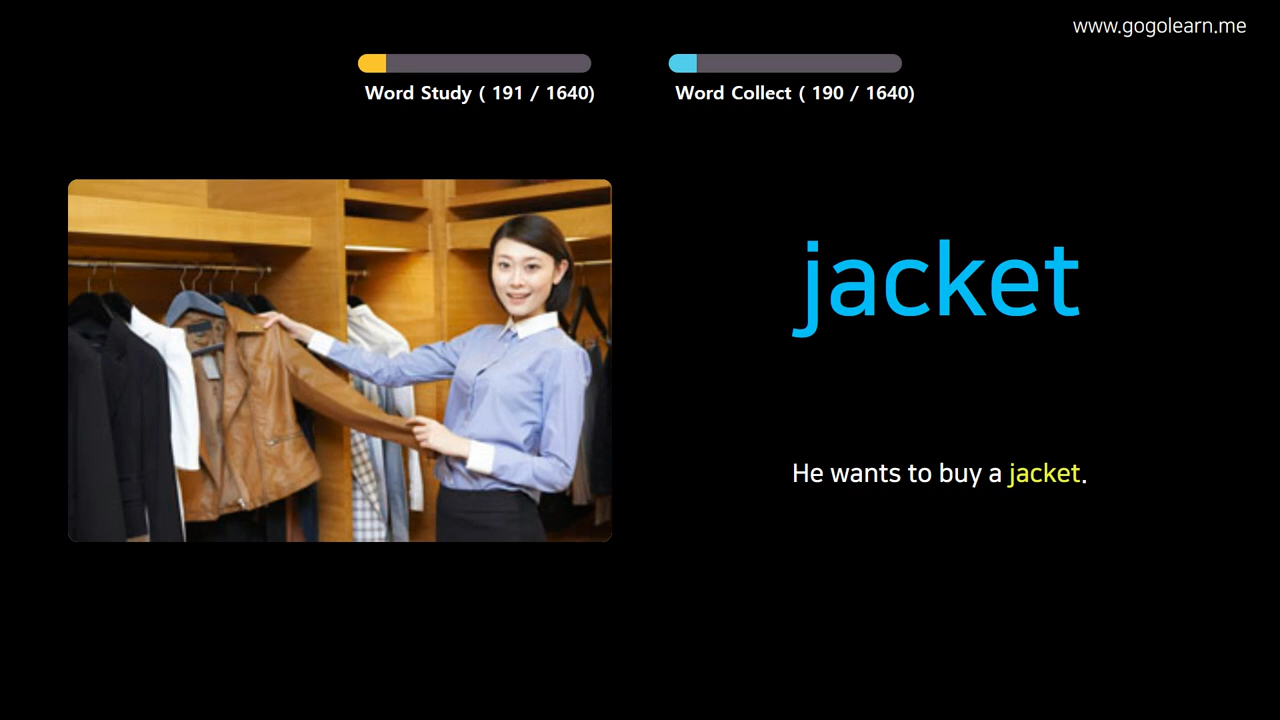 www.gogolearn.me
Word Study ( 191 / 1640)
Word Collect ( 190 / 1640)
jacket
He wants to buy a jacket.